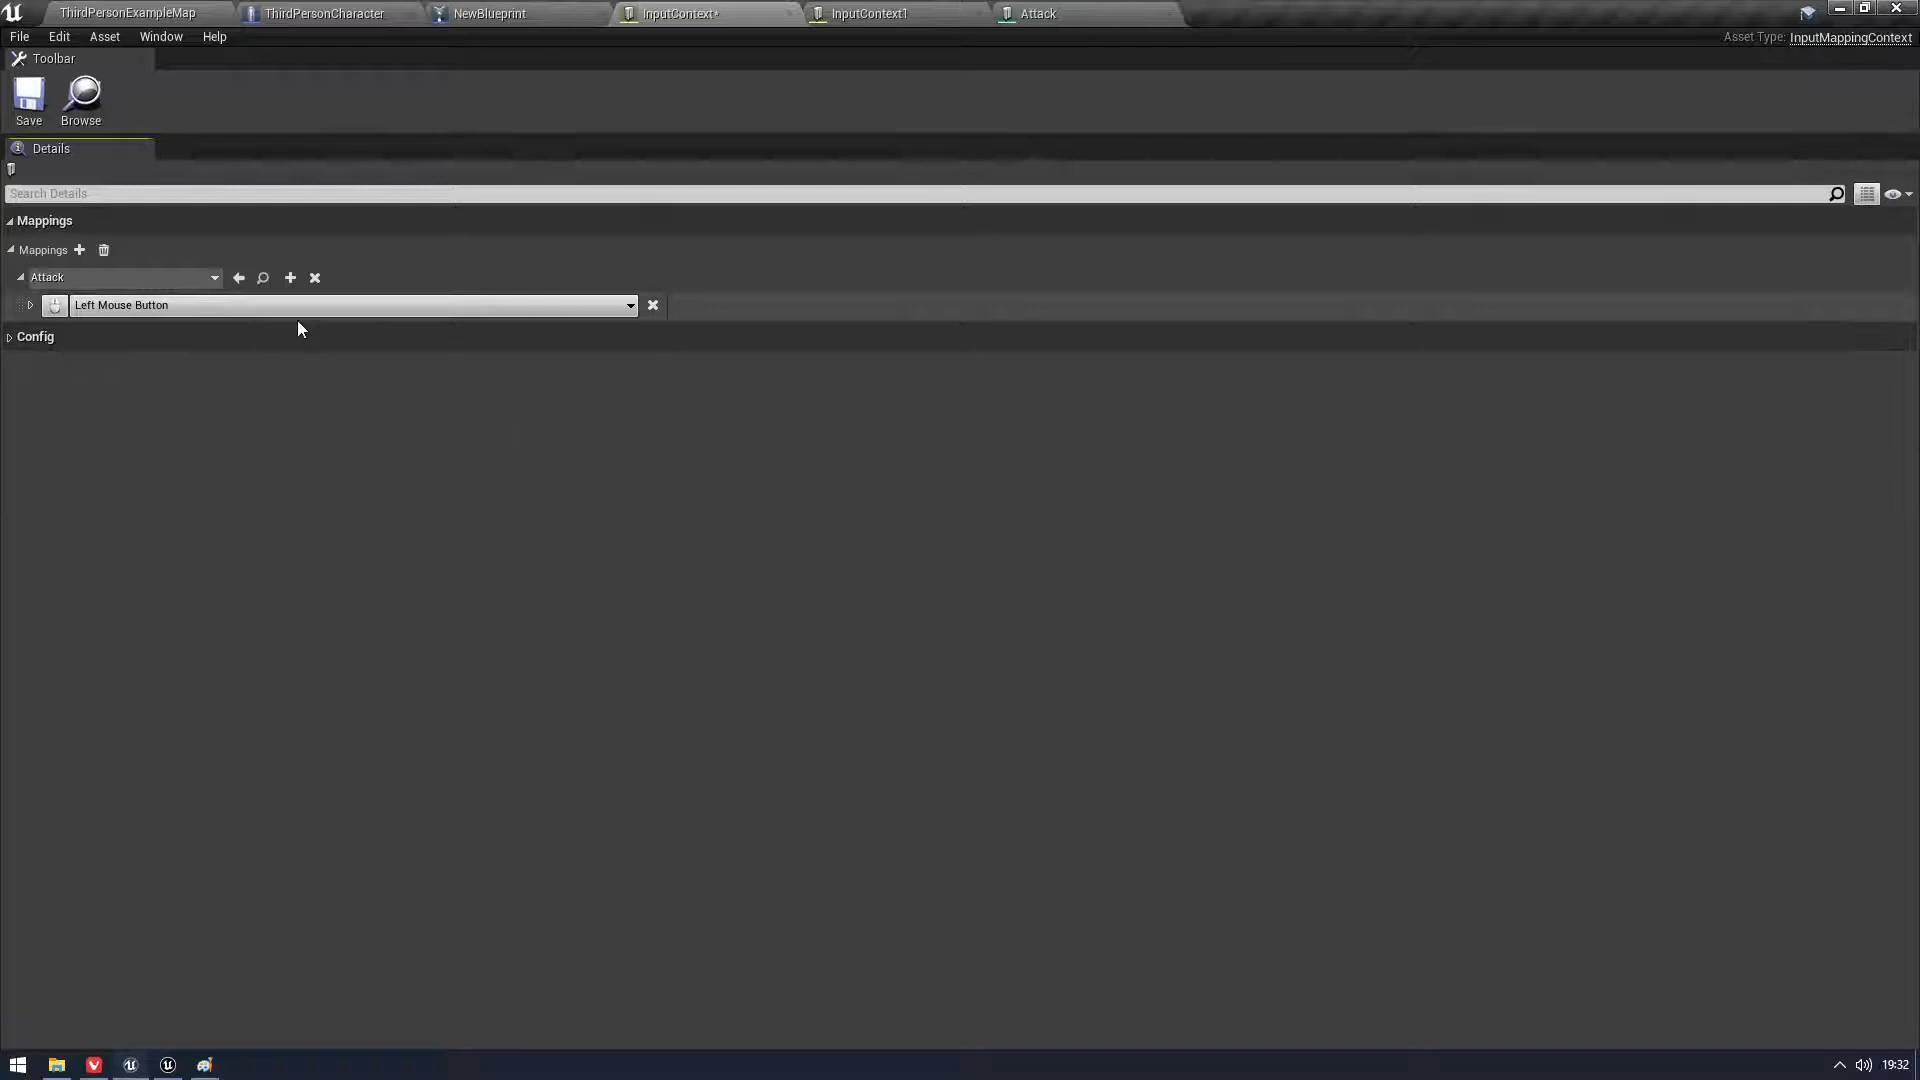 ThirdPersonExampleMap
ThirdPersonCharacter
NewBlueprint
InputContext*
InputContext1
Attack
File Edit Asset Window Help
Asset Type: InputMappingContext
Toolbar
Save Browse
Details
Search Details
Mappings
Mappings
Attack
Left Mouse Button
Config
19:32